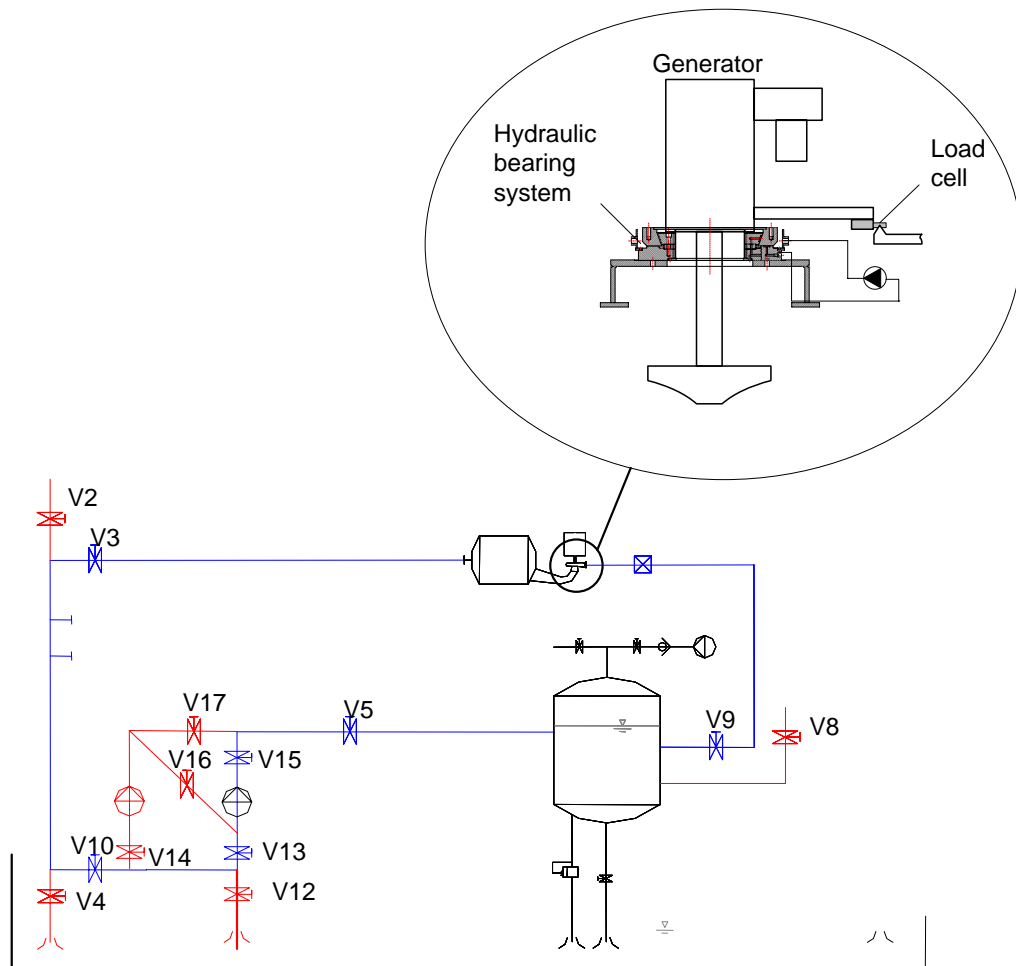 Generator
Hydraulic
bearing
system
Load
cell
V2
V3
V17
V5
V9
V8
V15
V16
V10
V14
V13
V4
V12